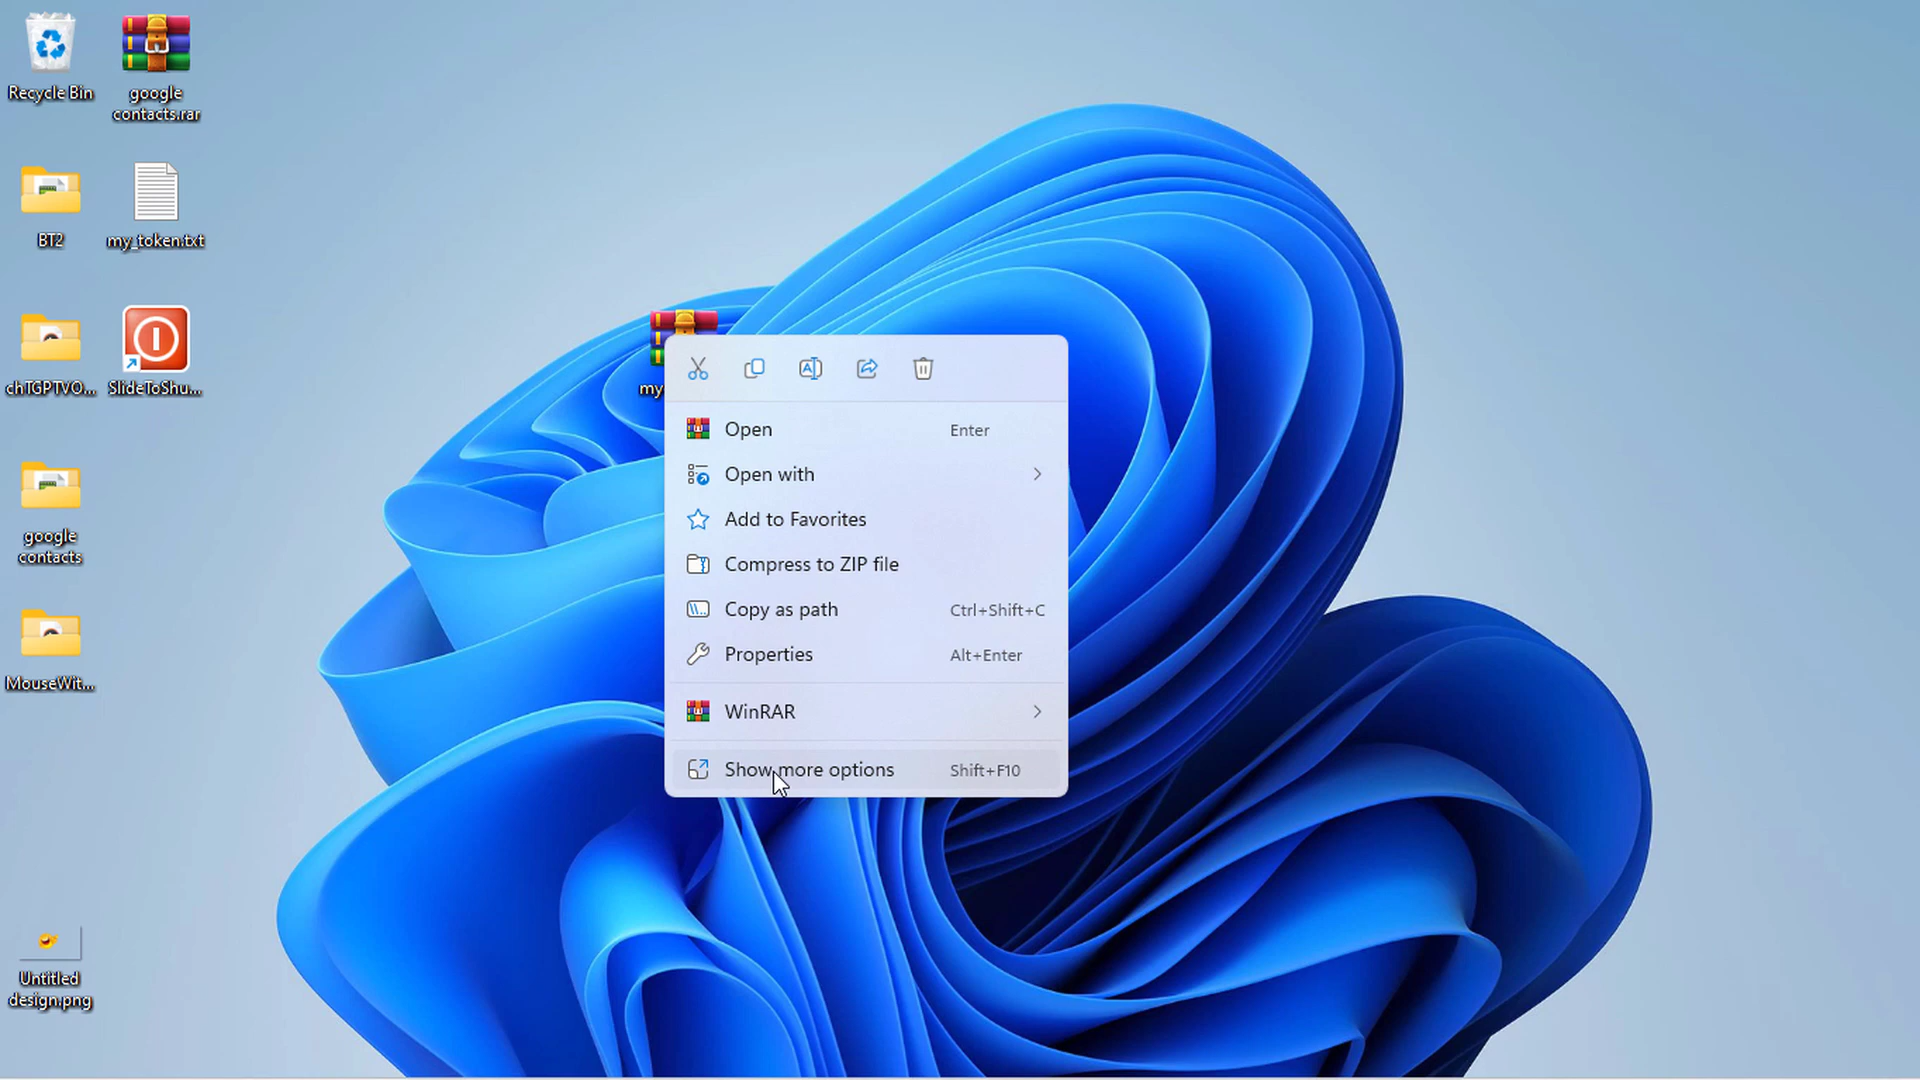 Recycle Bin
google
contacts.rar
BT2
my_token.txt
chTGPTVO...
SlideToShu...
google
contacts
MouseWit...
Untitled
design.png
my
Open Enter
Open with
Add to Favorites
Compress to ZIP file
Copy as path Ctrl+Shift+C
Properties Alt+Enter
WinRAR
Show more options Shift+F10